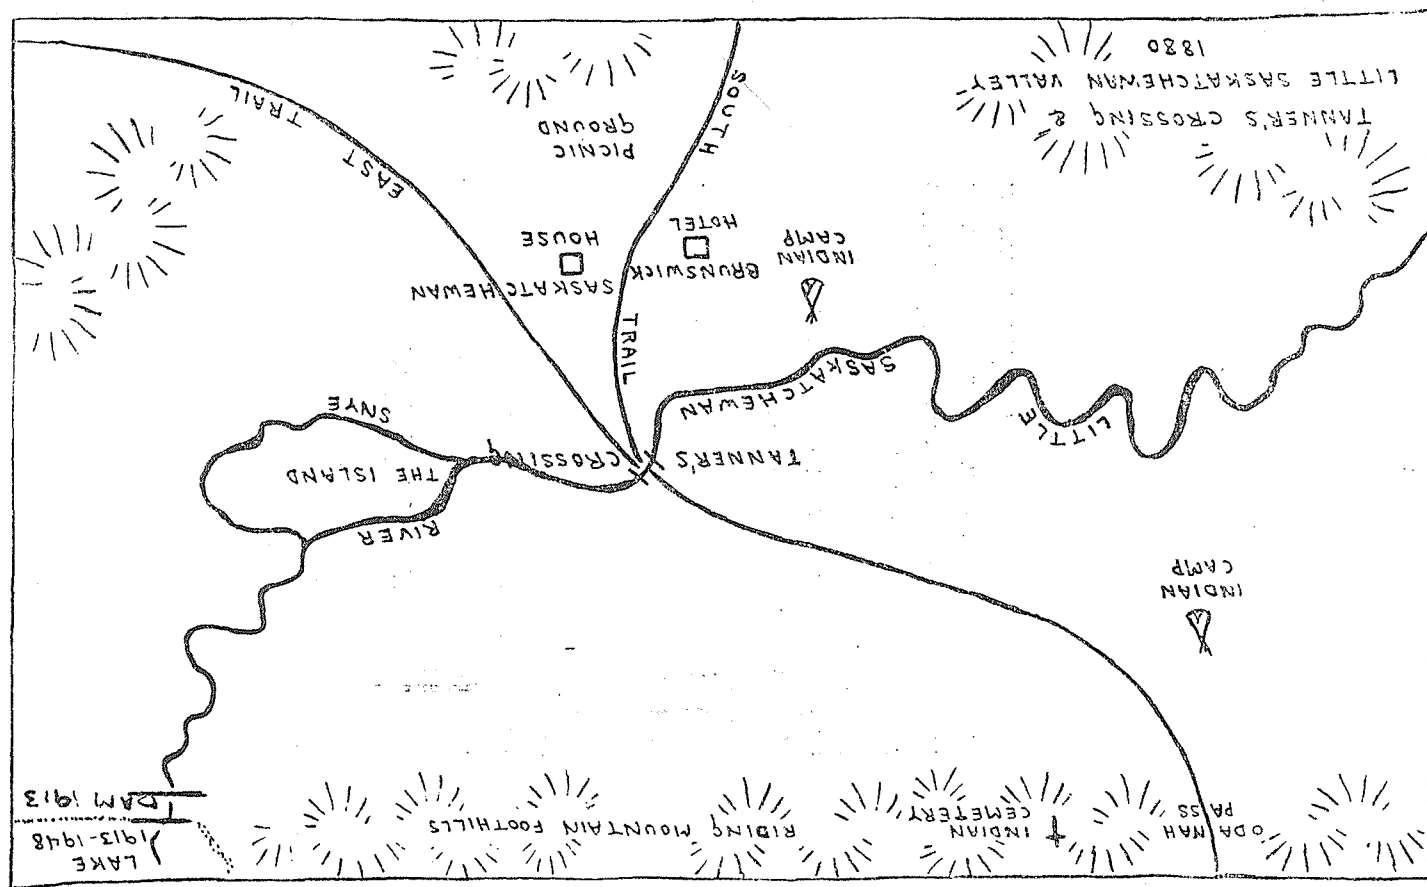 ODA NAH
PASS
INDIAN
CEMETERY
RIDING MOUNTAIN FOOTHILLS
LAKE
1913-1948
DAM 1913
INDIAN
CAMP
LITTLE SASKATCHEWAN RIVER
TANNER'S CROSSING
THE ISLAND
SNYE
INDIAN
CAMP
BRUNSWICK
HOTEL
SASKATCHEWAN
HOUSE
SOUTH TRAIL
EAST TRAIL
PICNIC
GROUND
TANNER'S CROSSING &
LITTLE SASKATCHEWAN VALLEY
1880